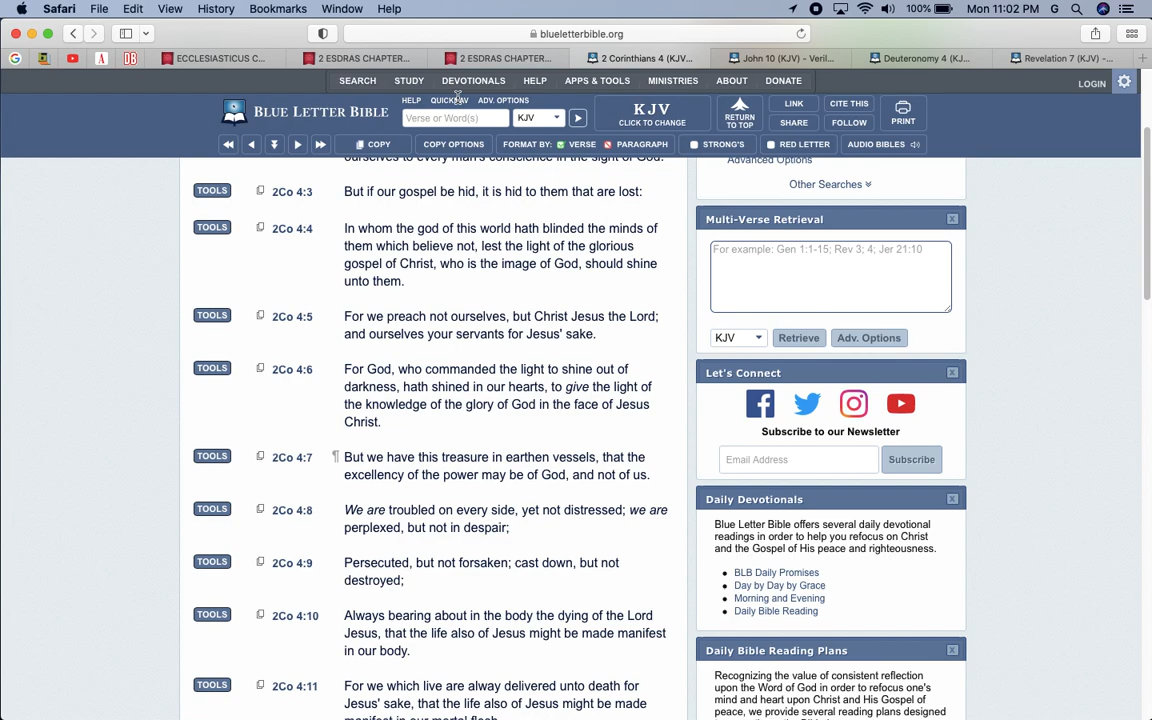 Safari File Edit View History Bookmarks Window Help 100% Mon 11:02 PM G
blueletterbible.org
ECCLESIASTICUS C... 2 ESDRAS CHARTER... 2 ESDRAS CHARTER... 2 Corinthians 4 (KJV... John 10 (KJV) - Veril... Deuteronomy 4 (KJ... Revelation 7 (KJV) -...
SEARCH STUDY DEVOTIONALS HELP APPS & TOOLS MINISTRIES ABOUT DONATE LOGIN
HELP QUICKNAV ADV. OPTIONS
BLUE LETTER BIBLE
Verse or Word(s) KJV
KJV
CLICK TO CHANGE
RETURN
TO TOP
LINK CITE THIS
SHARE FOLLOW
PRINT
COPY COPY OPTIONS FORMAT BY: VERSE PARAGRAPH STRONG'S RED LETTER AUDIO BIBLES
ourselves to every man's conscience in the sight of God.
TOOLS 2Co 4:3 But if our gospel be hid, it is hid to them that are lost:
TOOLS 2Co 4:4 In whom the god of this world hath blinded the minds of
them which believe not, lest the light of the glorious
gospel of Christ, who is the image of God, should shine
unto them.
TOOLS 2Co 4:5 For we preach not ourselves, but Christ Jesus the Lord;
and ourselves your servants for Jesus' sake.
TOOLS 2Co 4:6 For God, who commanded the light to shine out of
darkness, hath shined in our hearts, to give the light of
the knowledge of the glory of God in the face of Jesus
Christ.
TOOLS 2Co 4:7 ¶ But we have this treasure in earthen vessels, that the
excellency of the power may be of God, and not of us.
TOOLS 2Co 4:8 We are troubled on every side, yet not distressed; we are
perplexed, but not in despair;
TOOLS 2Co 4:9 Persecuted, but not forsaken; cast down, but not
destroyed;
TOOLS 2Co 4:10 Always bearing about in the body the dying of the Lord
Jesus, that the life also of Jesus might be made manifest
in our body.
TOOLS 2Co 4:11 For we which live are alway delivered unto death for
Jesus' sake, that the life also of Jesus might be made
manifest in our mortal flesh.
Advanced Options
Other Searches
Multi-Verse Retrieval
For example: Gen 1:1-15; Rev 3; 4; Jer 21:10
KJV Retrieve Adv. Options
Let's Connect
Subscribe to our Newsletter
Email Address Subscribe
Daily Devotionals
Blue Letter Bible offers several daily devotional
readings in order to help you refocus on Christ
and the Gospel of His peace and righteousness.
BLB Daily Promises
Day by Day by Grace
Morning and Evening
Daily Bible Reading
Daily Bible Reading Plans
Recognizing the value of consistent reflection
upon the Word of God in order to refocus one's
mind and heart upon Christ and His Gospel of
peace, we provide several reading plans designed